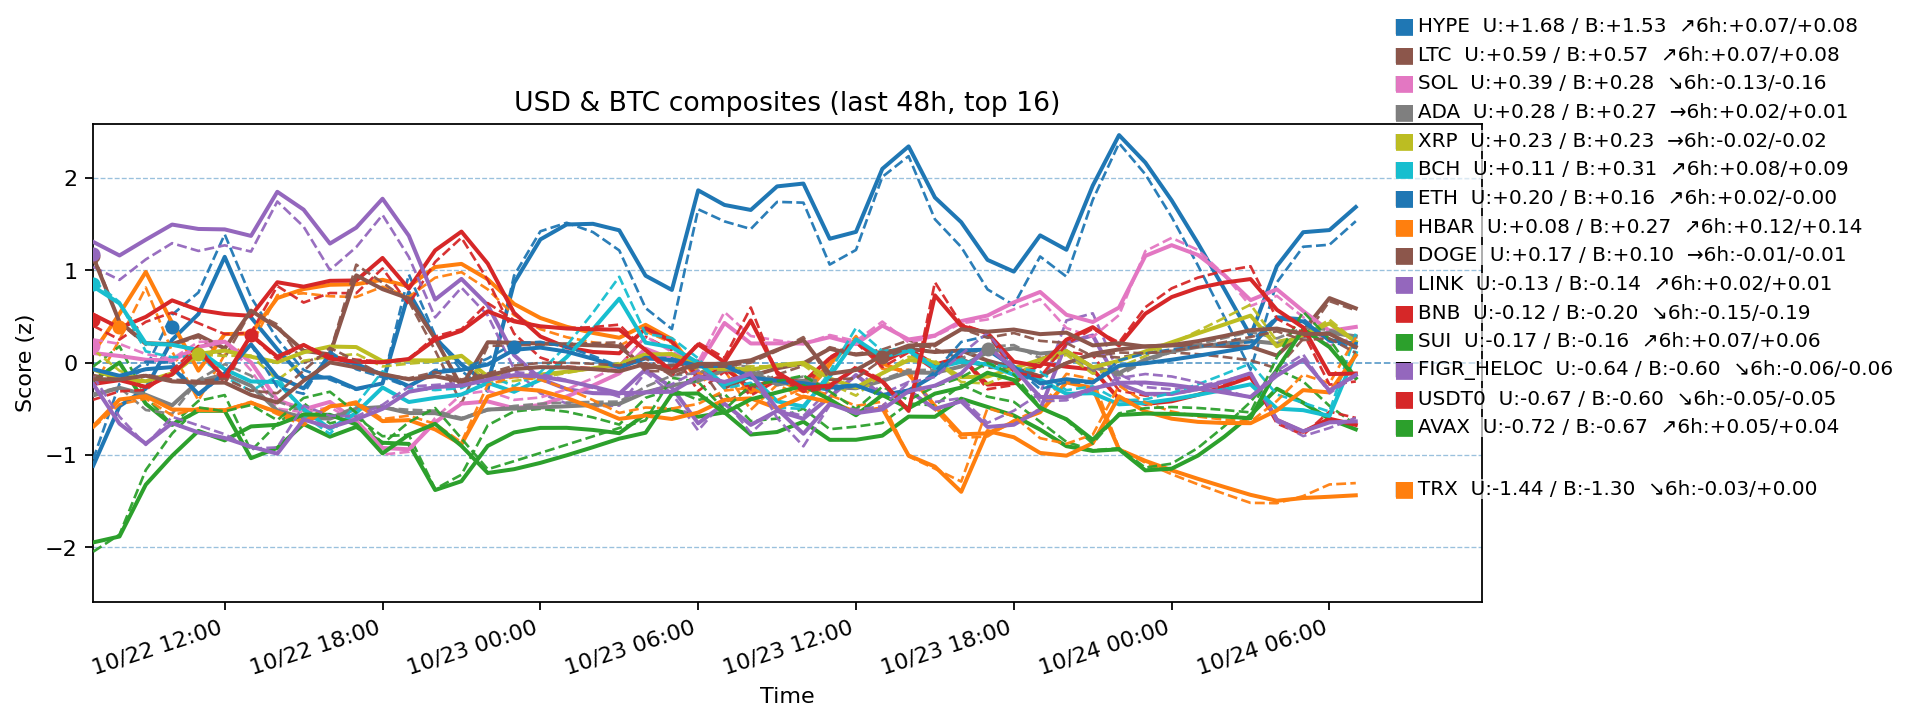 USD & BTC composites (last 48h, top 16)
HYPE U:+1.68 / B:+1.53 ↗6h:+0.07/+0.08
LTC U:+0.59 / B:+0.57 ↗6h:+0.07/+0.08
SOL U:+0.39 / B:+0.28 ↘6h:-0.13/-0.16
ADA U:+0.28 / B:+0.27 →6h:+0.02/+0.01
XRP U:+0.23 / B:+0.23 →6h:-0.02/-0.02
BCH U:+0.11 / B:+0.31 ↗6h:+0.08/+0.09
ETH U:+0.20 / B:+0.16 ↗6h:+0.02/-0.00
HBAR U:+0.08 / B:+0.27 ↗6h:+0.12/+0.14
DOGE U:+0.17 / B:+0.10 →6h:-0.01/-0.01
LINK U:-0.13 / B:-0.14 ↗6h:+0.02/+0.01
BNB U:-0.12 / B:-0.20 ↘6h:-0.15/-0.19
SUI U:-0.17 / B:-0.16 ↗6h:+0.07/+0.06
FIGR_HELOC U:-0.64 / B:-0.60 ↘6h:-0.06/-0.06
USDT0 U:-0.67 / B:-0.60 ↘6h:-0.05/-0.05
AVAX U:-0.72 / B:-0.67 ↗6h:+0.05/+0.04
TRX U:-1.44 / B:-1.30 ↘6h:-0.03/+0.00
Score (z)
2
1
0
−1
−2
10/22 12:00
10/22 18:00
10/23 00:00
10/23 06:00
10/23 12:00
10/23 18:00
10/24 00:00
10/24 06:00
Time